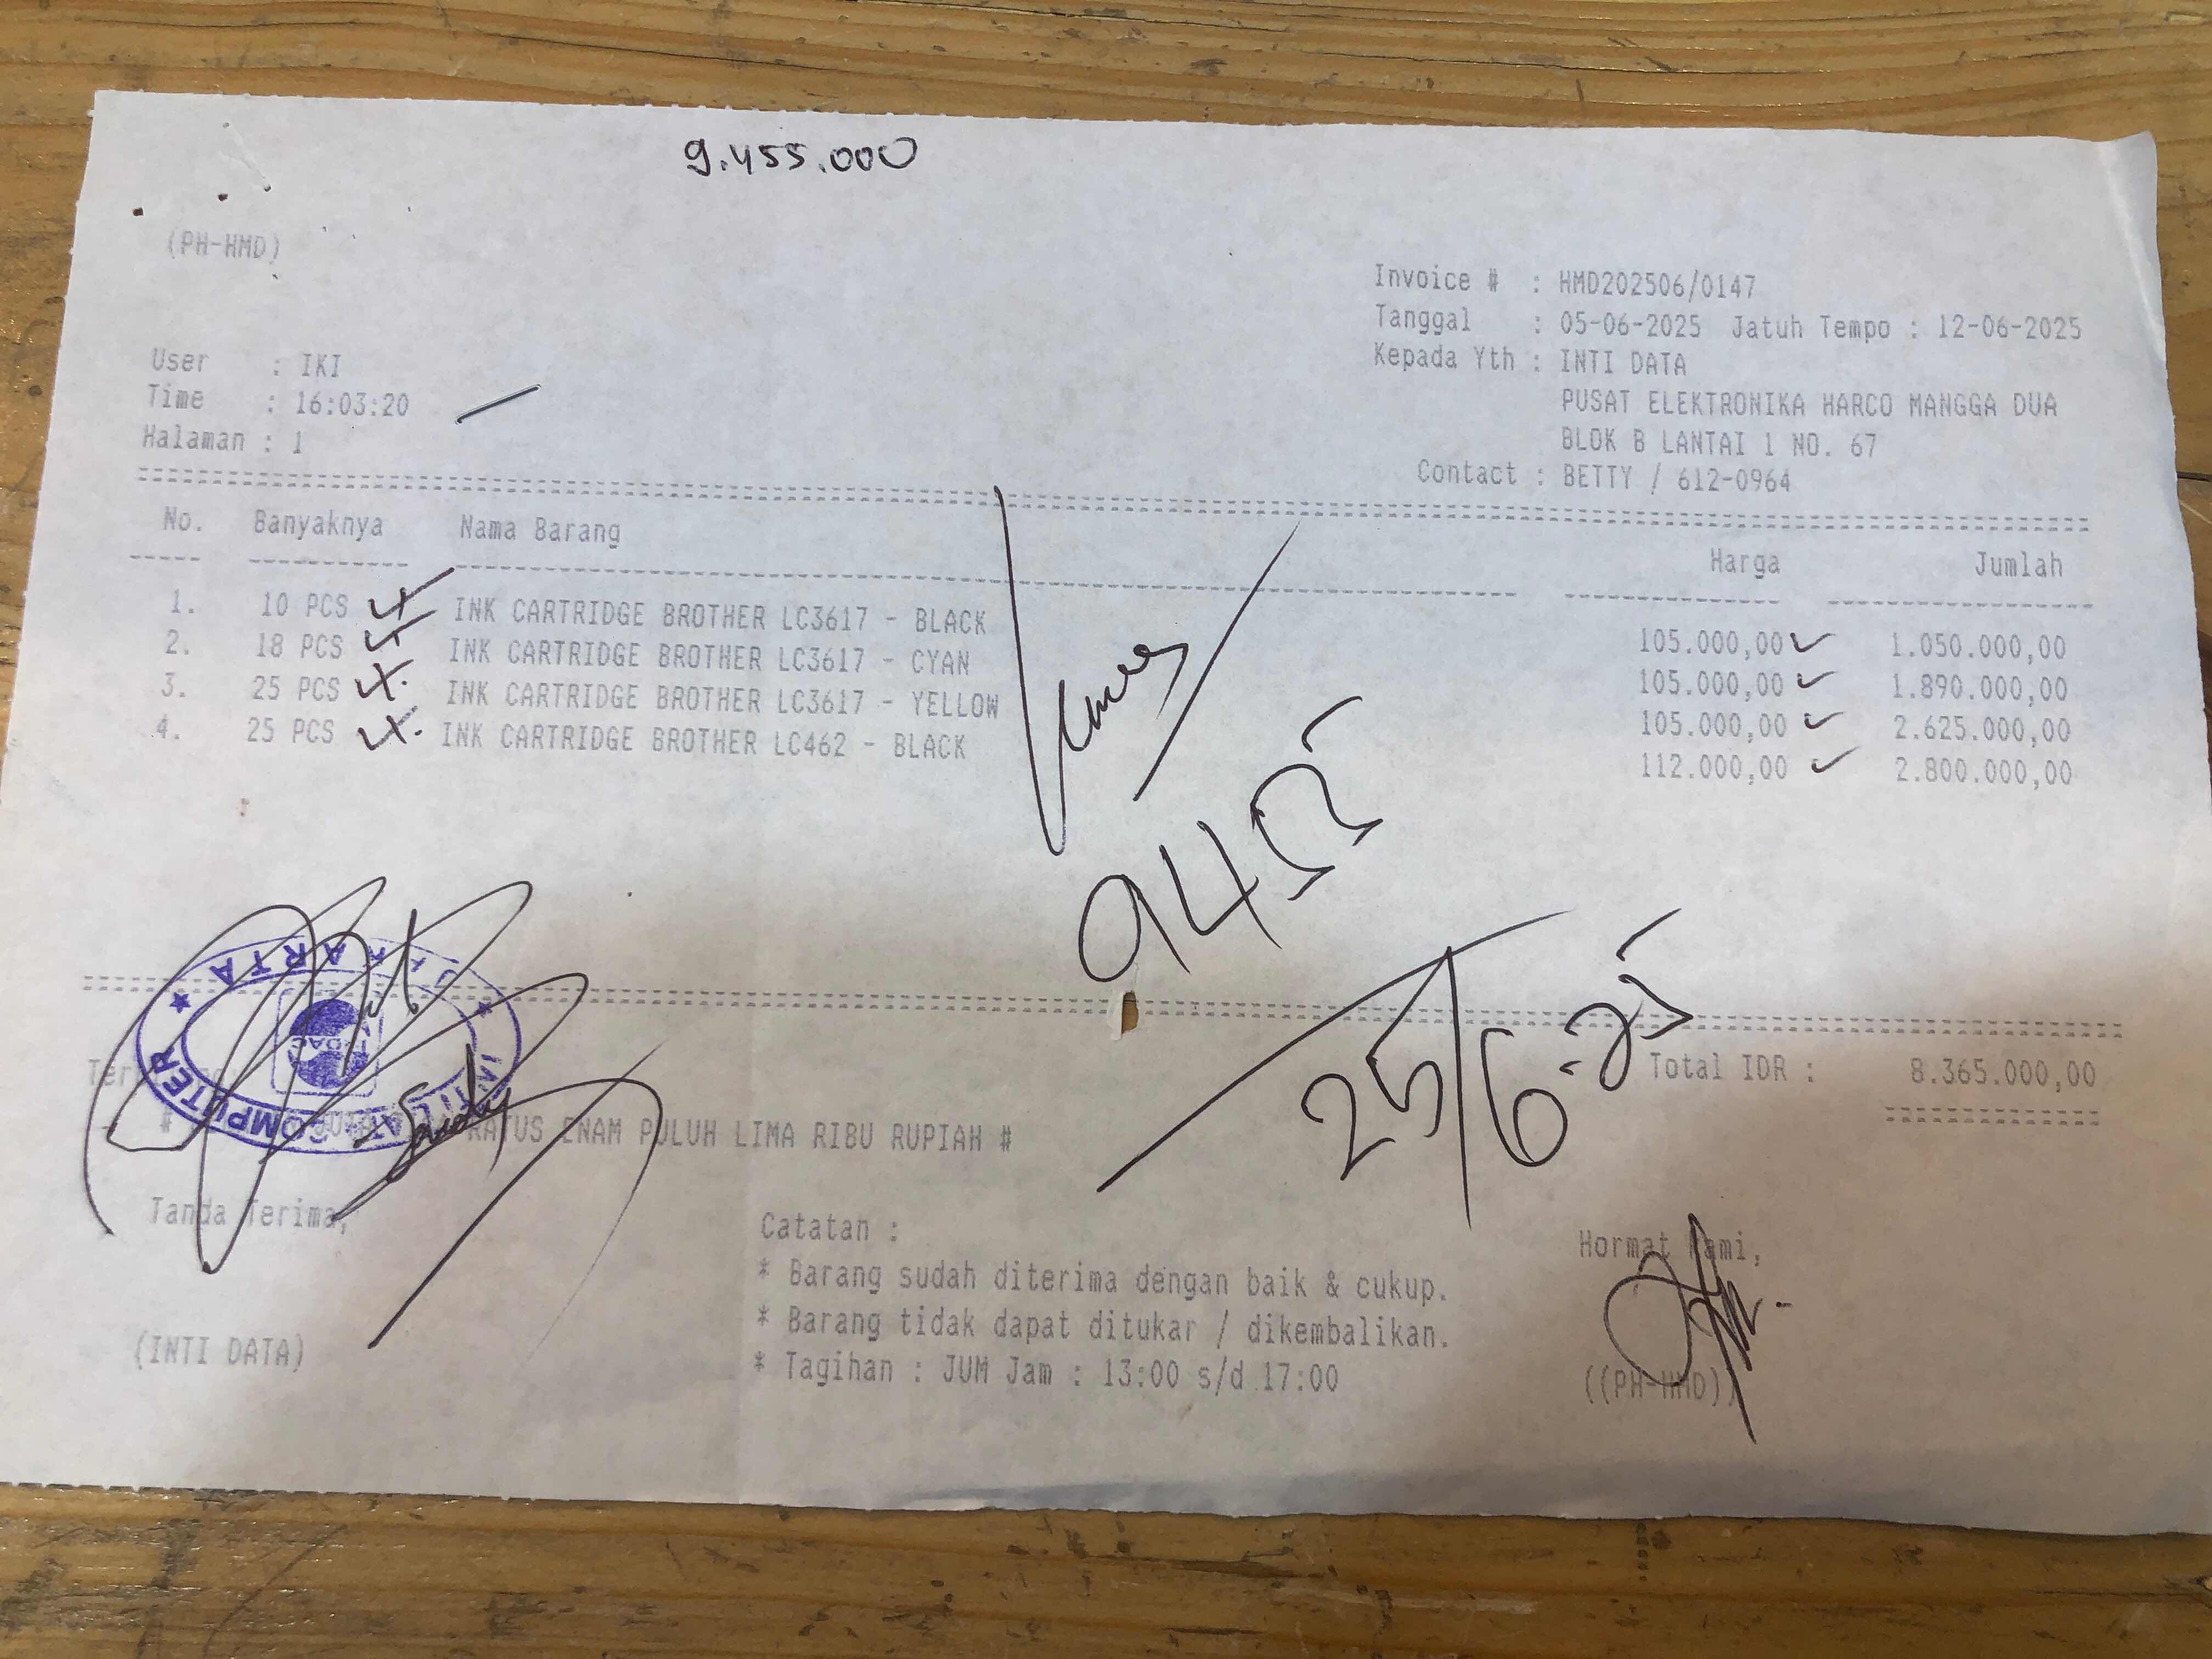 9.455.000
(PH-HMD)
Invoice # : HMD202506/0147
Tanggal : 05-06-2025 Jatuh Tempo : 12-06-2025
Kepada Yth : INTI DATA
PUSAT ELEKTRONIKA HARCO MANGGA DUA
BLOK B LANTAI 1 NO. 67
Contact : BETTY / 612-0964
User : IKI
Time : 16:03:20
Halaman : 1
No. Banyaknya Nama Barang Harga Jumlah
1. 10 PCS INK CARTRIDGE BROTHER LC3617 - BLACK 105.000,00 1.050.000,00
2. 18 PCS INK CARTRIDGE BROTHER LC3617 - CYAN 105.000,00 1.890.000,00
3. 25 PCS INK CARTRIDGE BROTHER LC3617 - YELLOW 105.000,00 2.625.000,00
4. 25 PCS INK CARTRIDGE BROTHER LC462 - BLACK 112.000,00 2.800.000,00
9455
25/6-25
Total IDR : 8.365.000,00
RATUS ENAM PULUH LIMA RIBU RUPIAH #
COMPUTER
Tanda Terima,
(INTI DATA)
Catatan :
* Barang sudah diterima dengan baik & cukup.
* Barang tidak dapat ditukar / dikembalikan.
* Tagihan : JUM Jam : 13:00 s/d 17:00
Hormat Kami,
((PH-HMD))